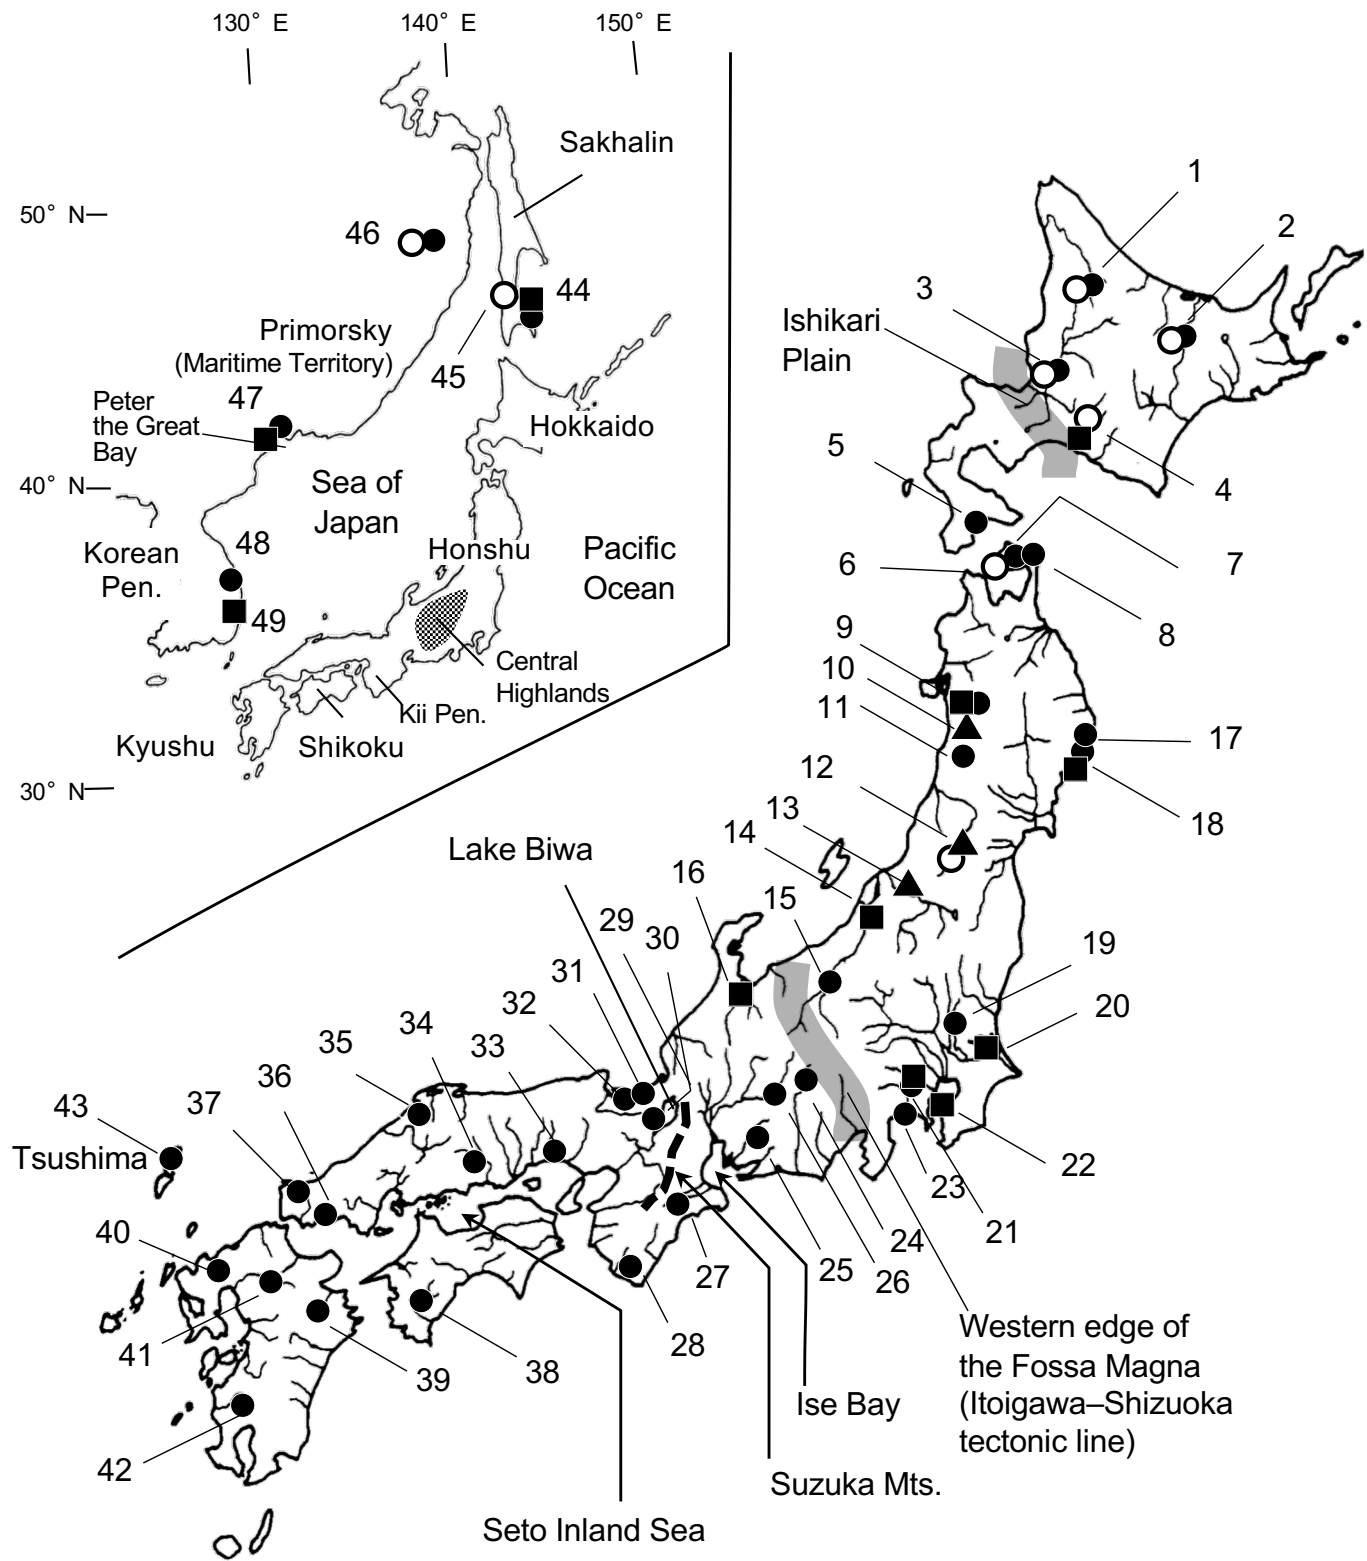 130° E
140° E
150° E
50° N
40° N
30° N
Sakhalin
46
44
45
Primorsky
(Maritime Territory)
47
Peter
the Great
Bay
Hokkaido
Sea of
Japan
48
Korean
Pen.
49
Honshu
Pacific
Ocean
Central
Highlands
Kii Pen.
Kyushu
Shikoku
1
2
3
Ishikari
Plain
4
5
6
7
8
9
10
11
12
13
14
15
16
17
18
19
20
21
22
23
24
25
26
27
28
Lake Biwa
29
30
31
32
33
34
35
36
37
38
39
40
41
42
43
Tsushima
Western edge of
the Fossa Magna
(Itoigawa–Shizuoka
tectonic line)
Ise Bay
Suzuka Mts.
Seto Inland Sea